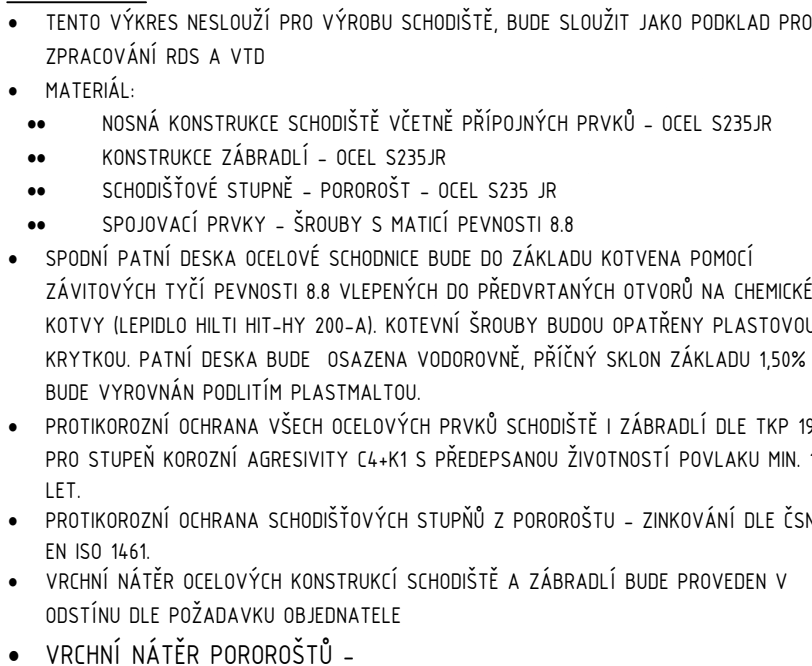 • TENTO VÝKRES NESLOUŽÍ PRO VÝROBU SCHODIŠTĚ, BUDE SLOUŽIT JAKO PODKLAD PRO
ZPRACOVÁNÍ RDS A VTD
• MATERIÁL:
•• NOSNÁ KONSTRUKCE SCHODIŠTĚ VČETNĚ PŘÍPOJNÝCH PRVKŮ - OCEL S235JR
•• KONSTRUKCE ZÁBRADLÍ - OCEL S235JR
•• SCHODIŠŤOVÉ STUPNĚ - POROROŠT - OCEL S235 JR
•• SPOJOVACÍ PRVKY - ŠROUBY S MATICÍ PEVNOSTI 8.8
• SPODNÍ PATNÍ DESKA OCELOVÉ SCHODNICE BUDE DO ZÁKLADU KOTVENA POMOCÍ
ZÁVITOVÝCH TYČÍ PEVNOSTI 8.8 VLEPENÝCH DO PŘEDVRTANÝCH OTVORŮ NA CHEMICKÉ
KOTVY (LEPIDLO HILTI HIT-HY 200-A). KOTEVNÍ ŠROUBY BUDOU OPATŘENY PLASTOVOU
KRYTKOU. PATNÍ DESKA BUDE OSAZENA VODOROVNĚ, PŘÍČNÝ SKLON ZÁKLADU 1,50%
BUDE VYROVNÁN PODLITÍM PLASTMALTOU.
• PROTIKOROZNÍ OCHRANA VŠECH OCELOVÝCH PRVKŮ SCHODIŠTĚ I ZÁBRADLÍ DLE TKP 19
PRO STUPEŇ KOROZNÍ AGRESIVITY C4+K1 S PŘEDEPSANOU ŽIVOTNOSTÍ POVLAKU MIN.
LET.
• PROTIKOROZNÍ OCHRANA SCHODIŠŤOVÝCH STUPŇŮ Z POROROŠTU - ZINKOVÁNÍ DLE ČSN
EN ISO 1461.
• VRCHNÍ NÁTĚR OCELOVÝCH KONSTRUKCÍ SCHODIŠTĚ A ZÁBRADLÍ BUDE PROVEDEN V
ODSTÍNU DLE POŽADAVKU OBJEDNATELE
• VRCHNÍ NÁTĚR POROROŠTŮ -